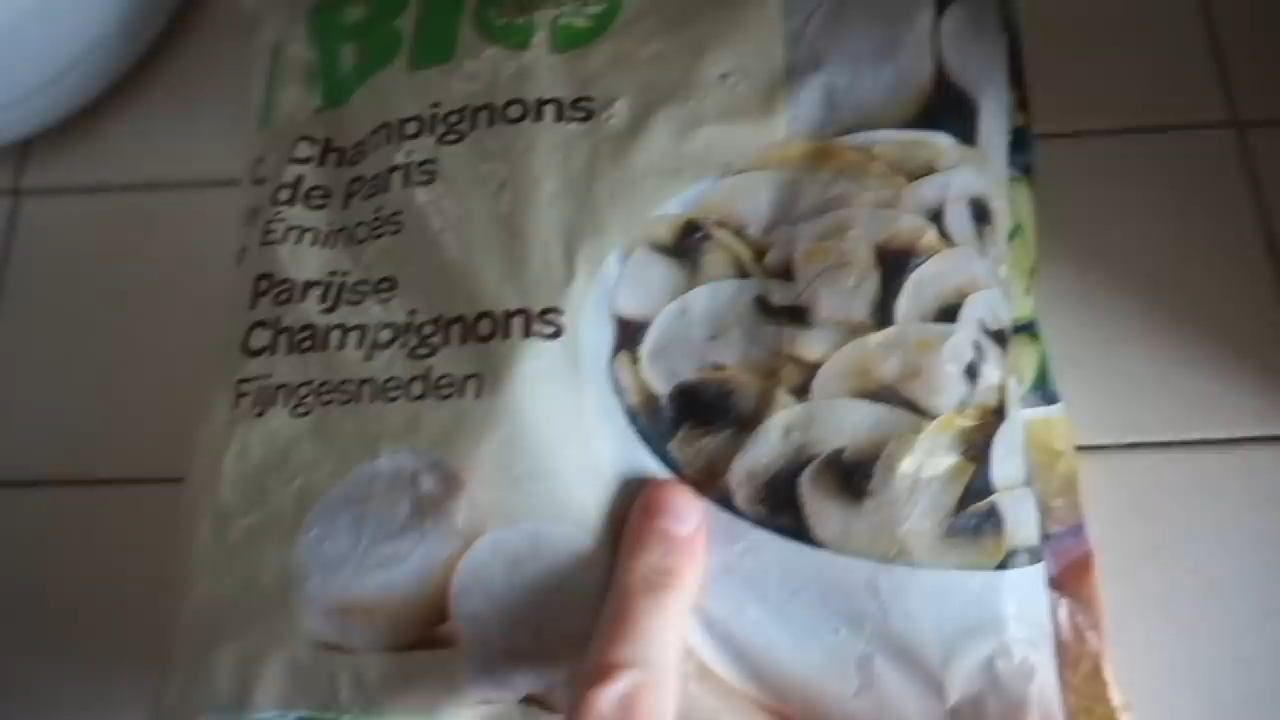 BIO
Champignons
de Paris
Émincés
Parijse
Champignons
Fijngesneden